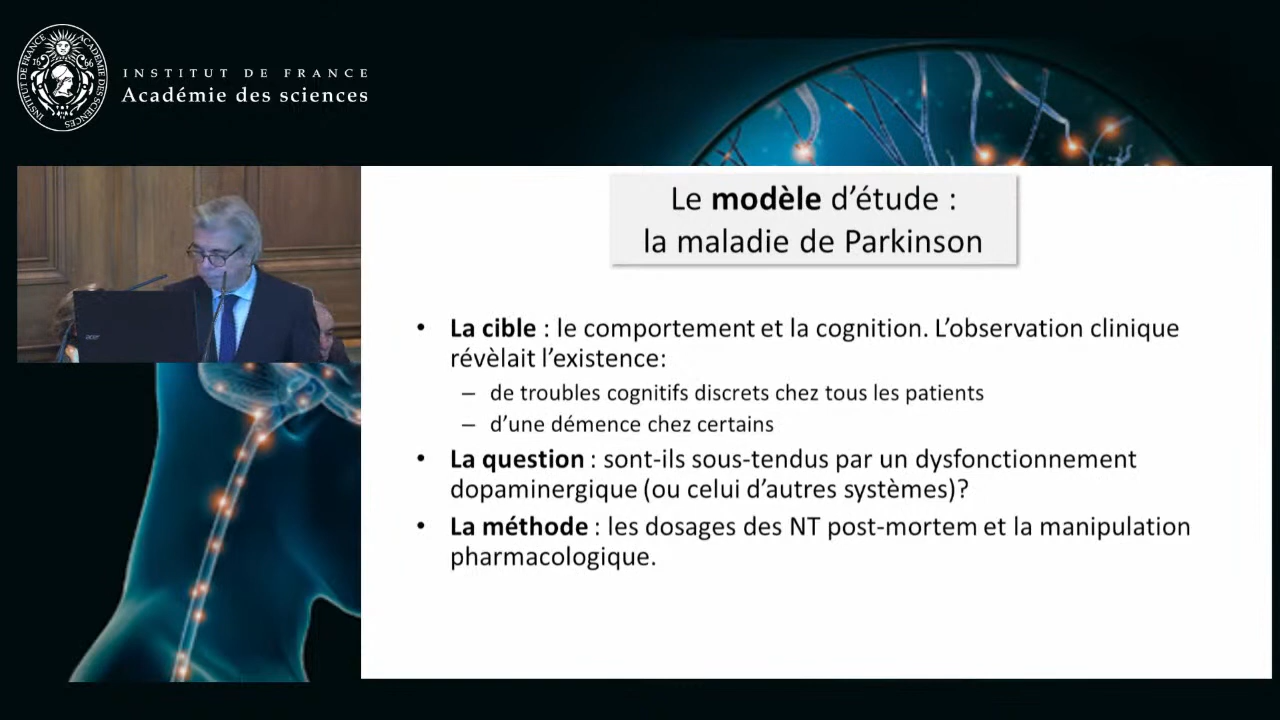 INSTITUT DE FRANCE
Académie des sciences
Le modèle d’étude :
la maladie de Parkinson
• La cible : le comportement et la cognition. L’observation clinique
révèlait l’existence:
– de troubles cognitifs discrets chez tous les patients
– d’une démence chez certains
• La question : sont-ils sous-tendus par un dysfonctionnement
dopaminergique (ou celui d’autres systèmes)?
• La méthode : les dosages des NT post-mortem et la manipulation
pharmacologique.
acer